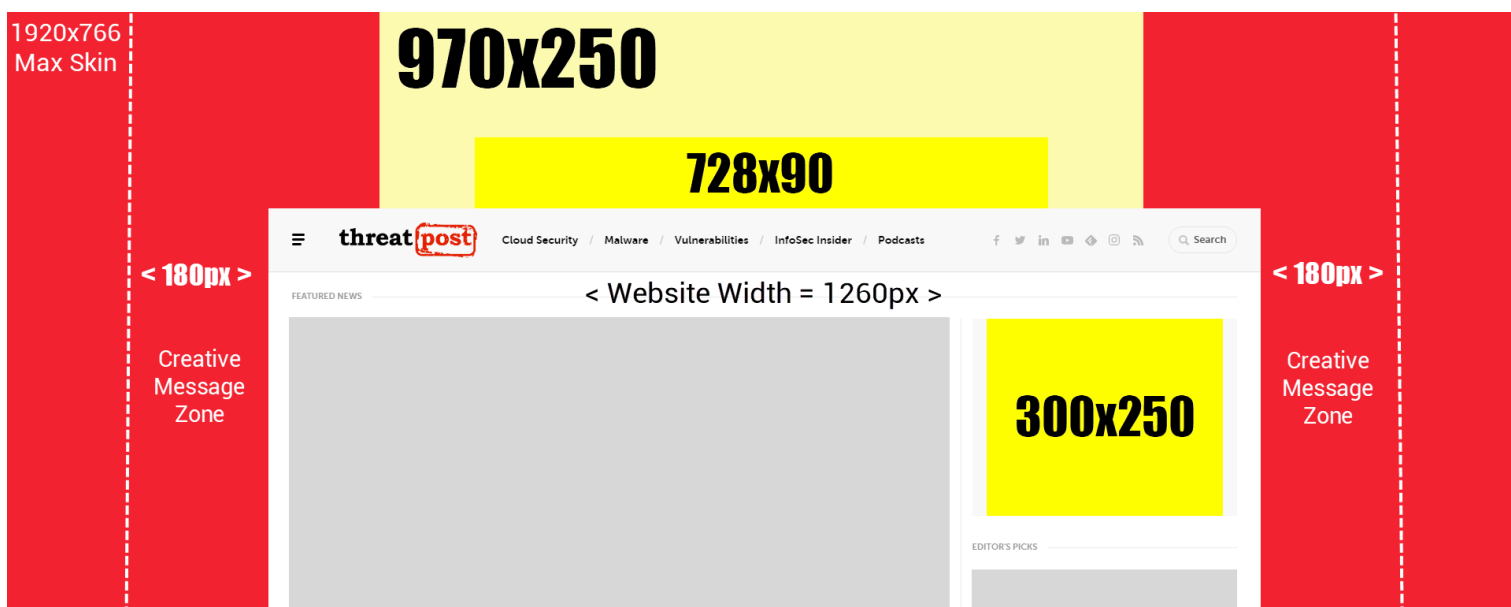 1920x766
Max Skin
970x250
728x90
threatpost
Cloud Security / Malware / Vulnerabilities / InfoSec Insider / Podcasts
Search
< 180px >
< 180px >
FEATURED NEWS
< Website Width = 1260px >
Creative
Message
Zone
300x250
Creative
Message
Zone
EDITOR'S PICKS